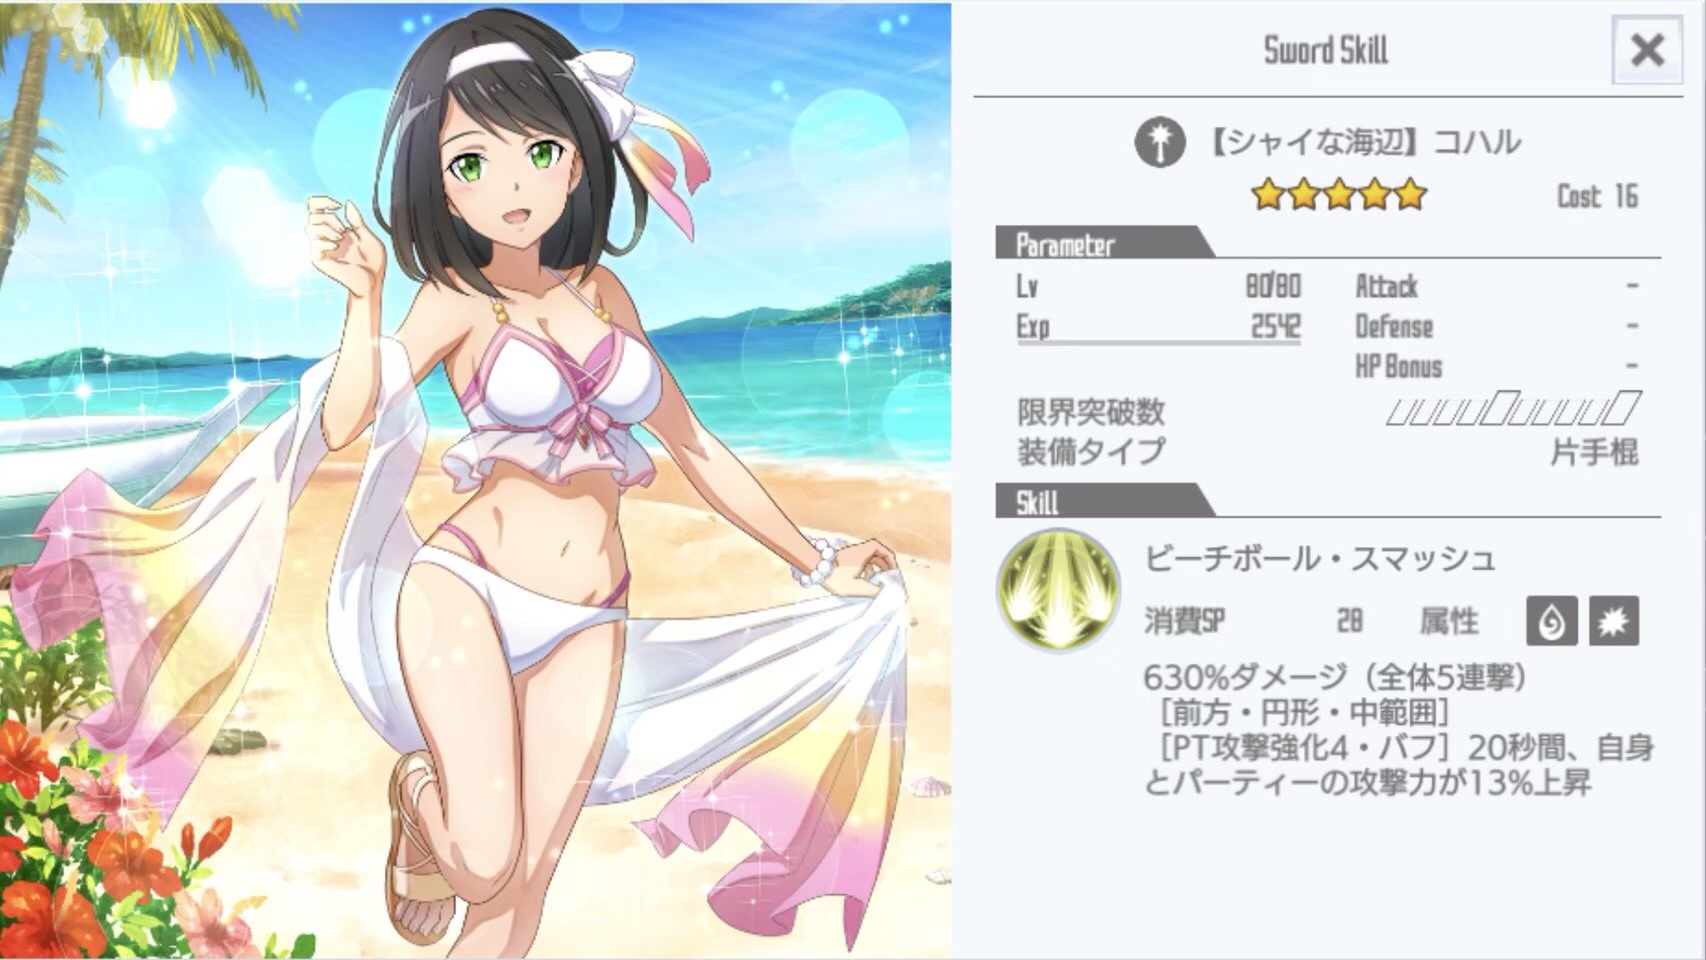 Sword Skill
【シャイな海辺】コハル
Cost 16
Parameter
Lv 80/80 Attack -
Exp 2542 Defense -
HP Bonus -
限界突破数
装備タイプ 片手棍
Skill
ビーチボール・スマッシュ
消費SP 28 属性
630%ダメージ（全体5連撃）
［前方・円形・中範囲］
［PT攻撃強化4・バフ］20秒間、自身
とパーティーの攻撃力が13%上昇